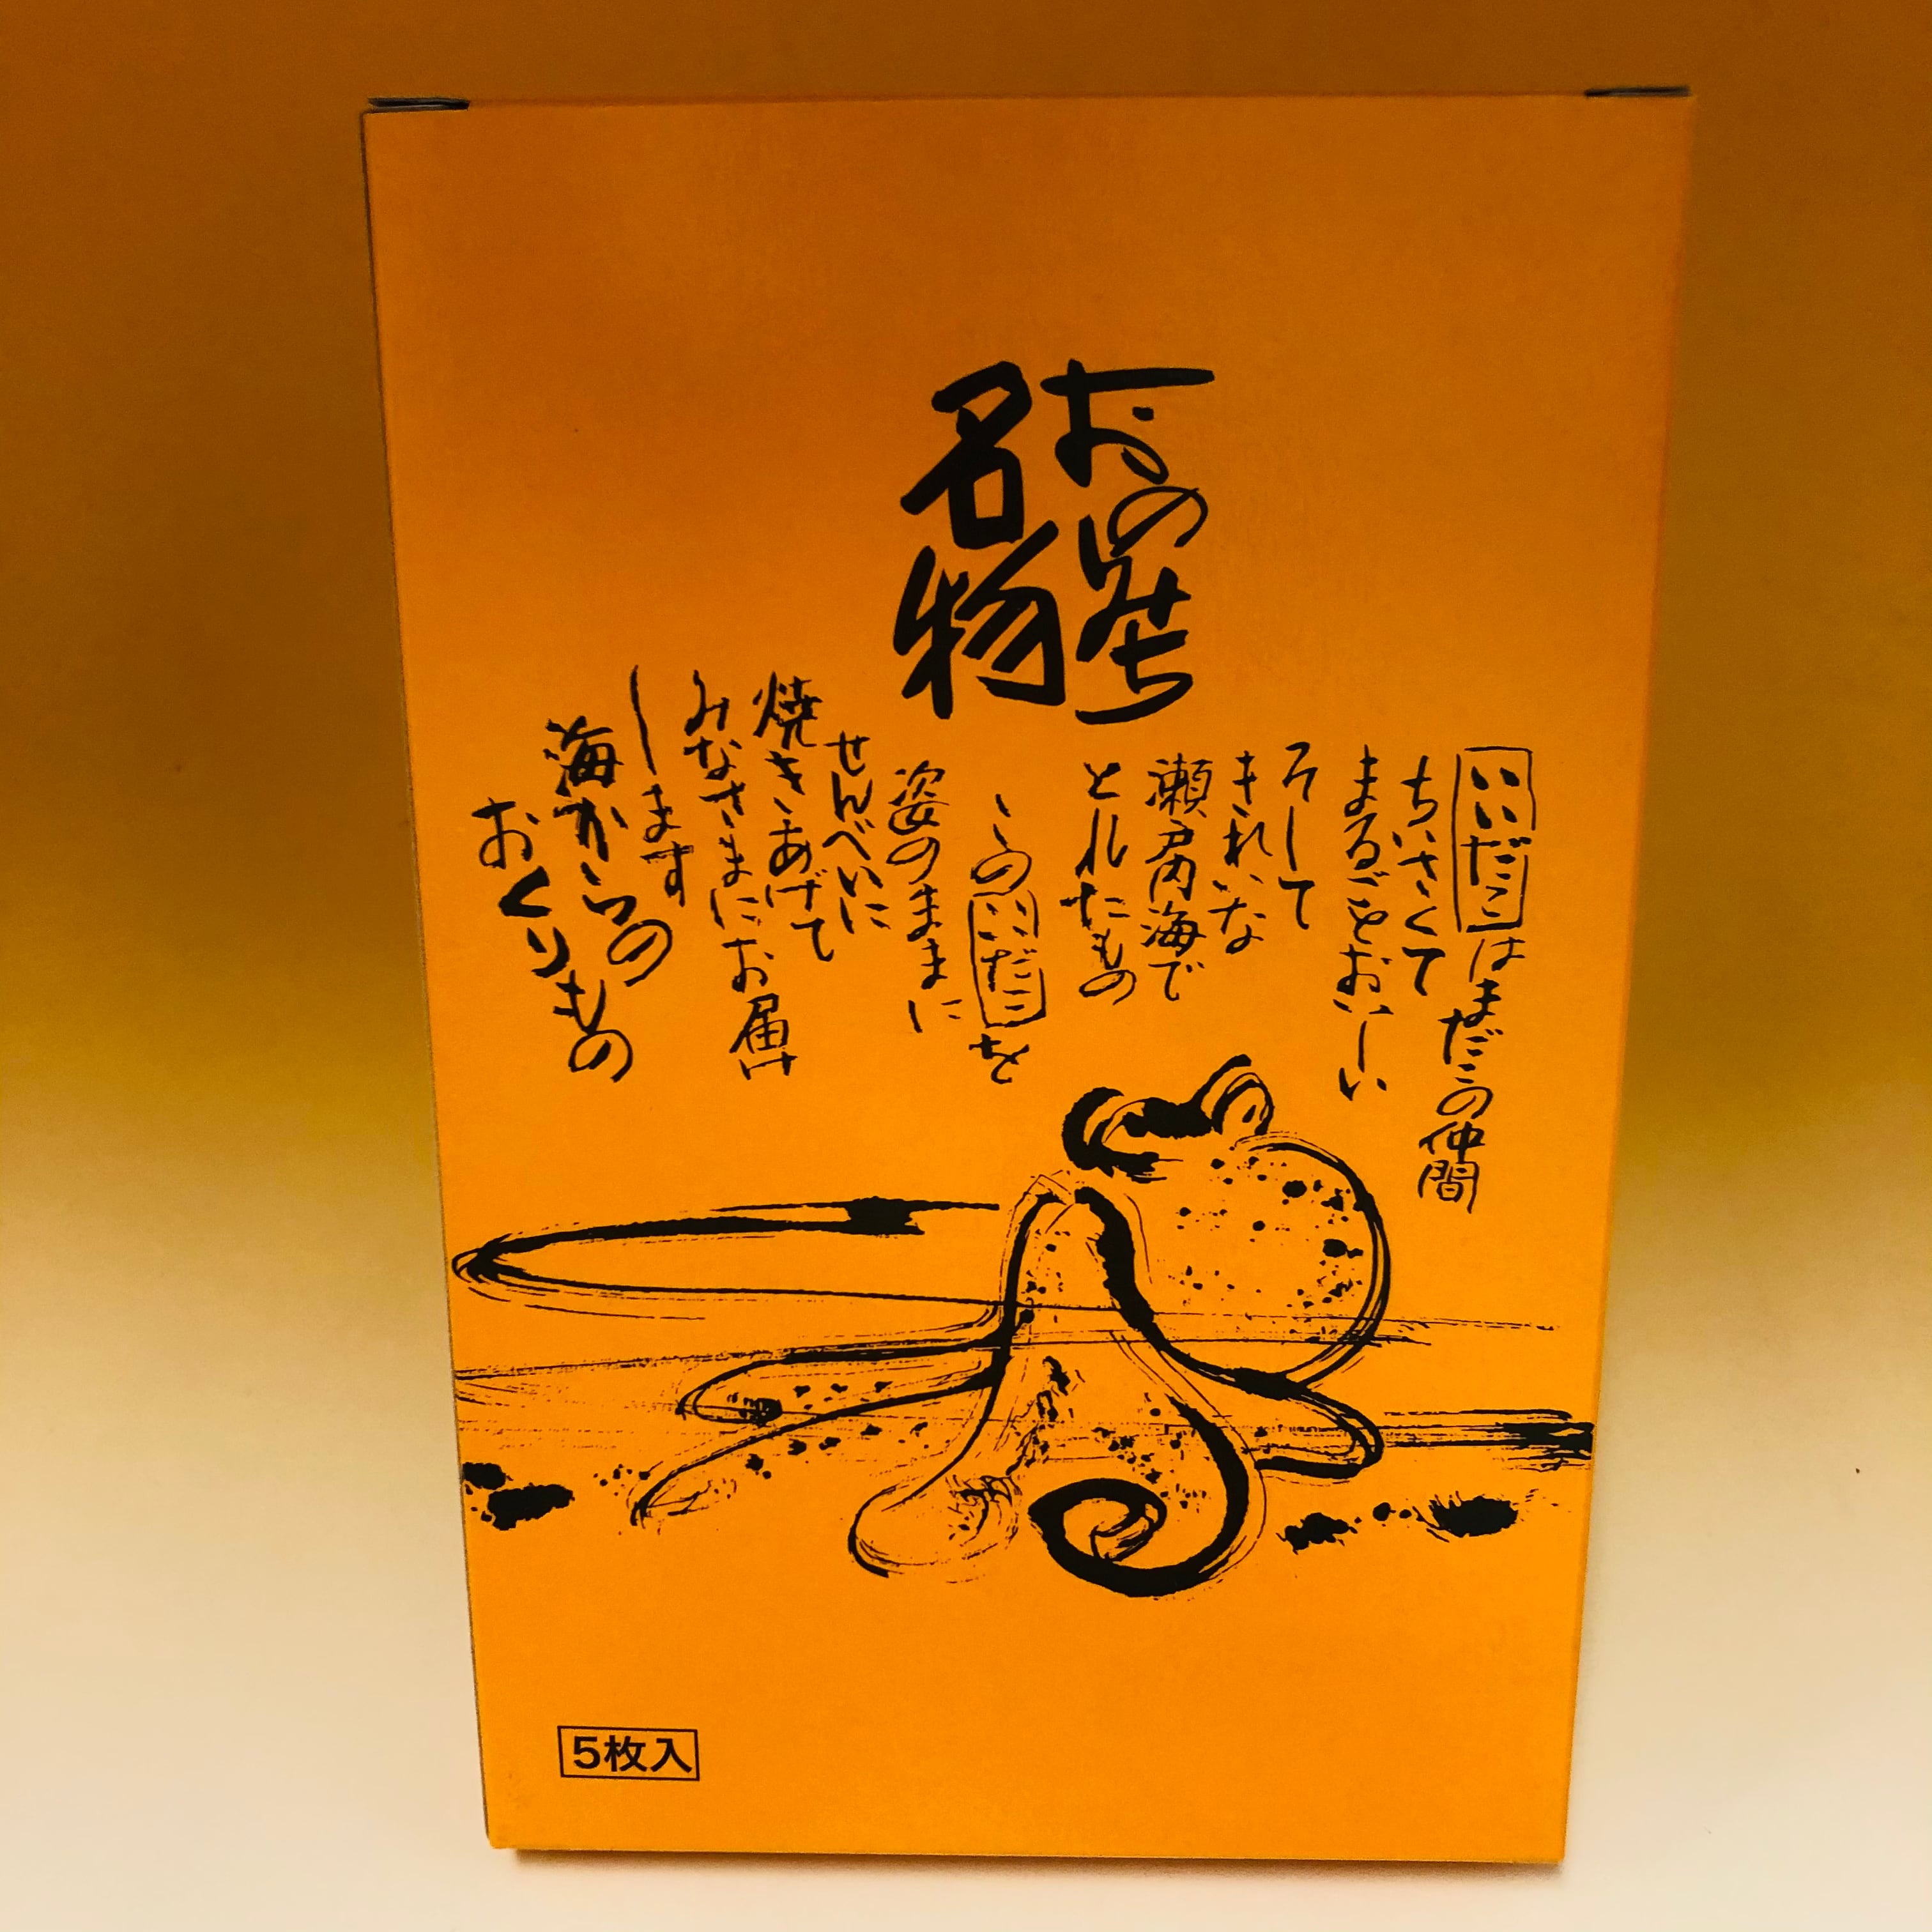 おのみち
名物
いいだこはまだこの仲間
ちいさくて
まるごとおいしい
そして
きれいな
瀬戸内海で
とれたもの
このいいだこを
姿のままに
せんべいに
焼きあげて
みなさまにお届け
します
海からの
おくりもの
5枚入